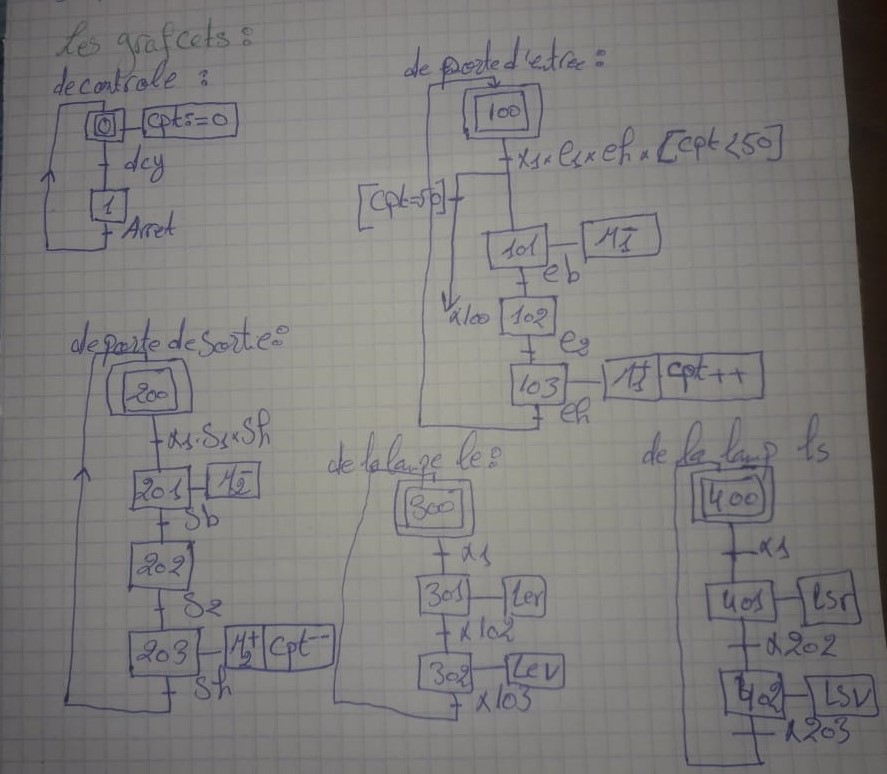 les grafcets :
de controle :
0
Cpt:=0
dcy
1
Arret
de porte d'entree :
100
x1 . e1 x eh x [Cpt<50]
[Cpt=50]
x100
101
M1-
eb
102
e2
103
M1+ Cpt++
eh
de porte de sortie :
200
x1 . S1 x Sh
201
M2-
Sb
202
S2
203
M2+ Cpt--
Sh
de la lampe le :
300
x1
301
ler
x102
302
lev
x103
de la lamp ls
400
x1
401
lsr
x202
402
lsv
x203